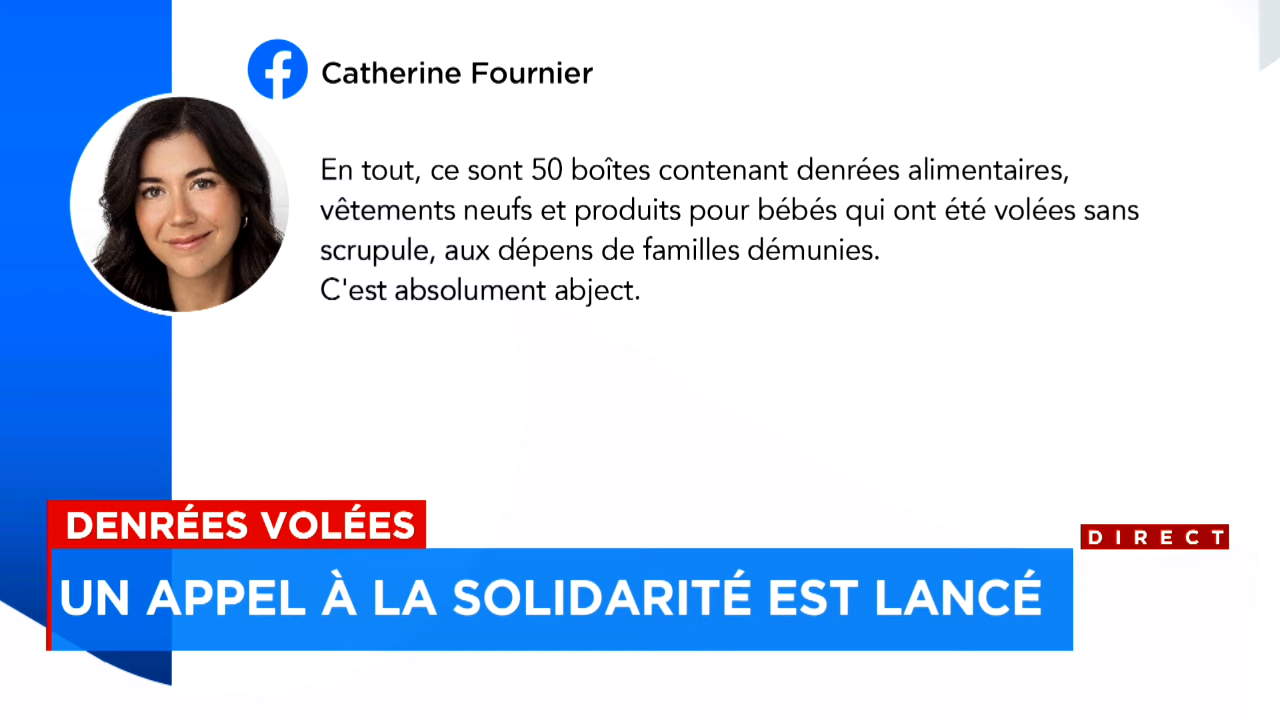 Catherine Fournier
En tout, ce sont 50 boîtes contenant denrées alimentaires,
vêtements neufs et produits pour bébés qui ont été volées sans
scrupule, aux dépens de familles démunies.
C'est absolument abject.
DENRÉES VOLÉES
DIRECT
UN APPEL À LA SOLIDARITÉ EST LANCÉ